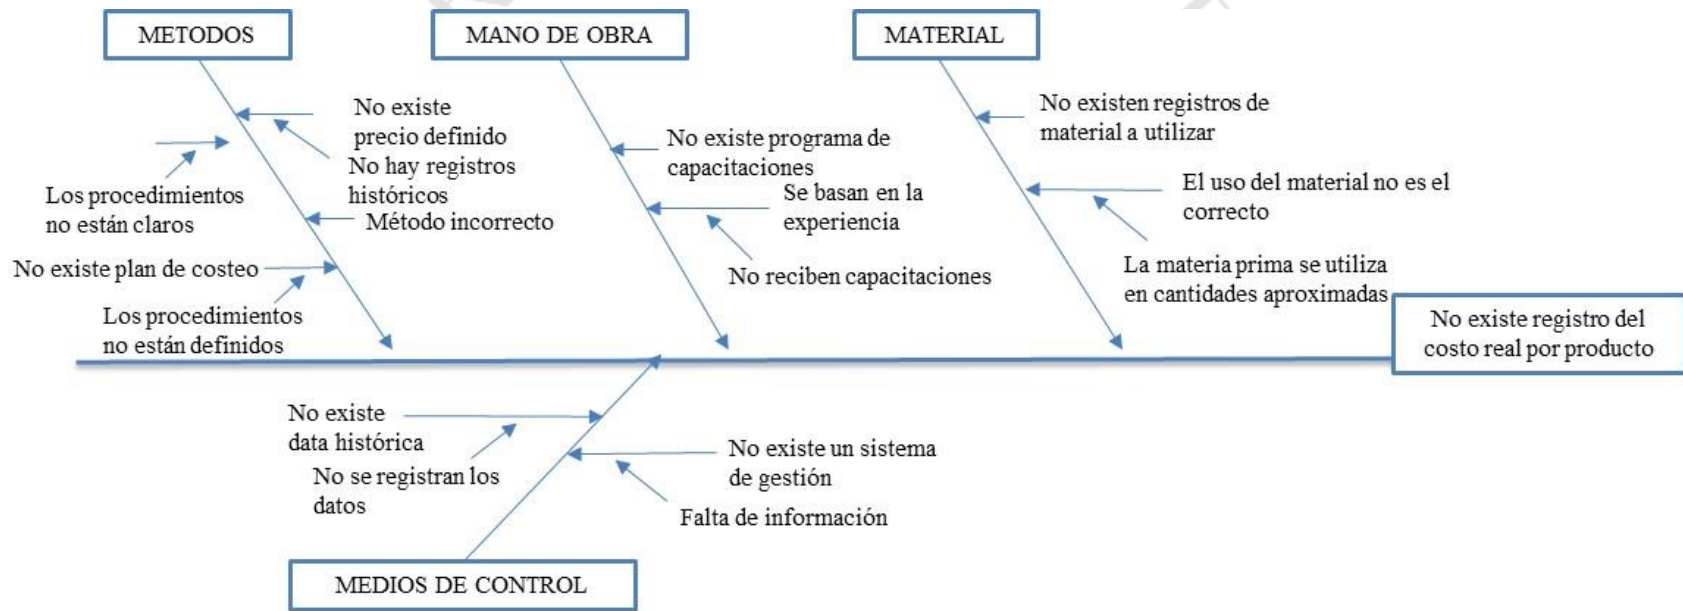 METODOS
MANO DE OBRA
MATERIAL
No existe
precio definido
No hay registros
históricos
Los procedimientos
no están claros
Método incorrecto
No existe plan de costeo
Los procedimientos
no están definidos
No existe programa de
capacitaciones
Se basan en la
experiencia
No reciben capacitaciones
No existen registros de
material a utilizar
El uso del material no es el
correcto
La materia prima se utiliza
en cantidades aproximadas
No existe registro del
costo real por producto
No existe
data histórica
No se registran los
datos
No existe un sistema
de gestión
Falta de información
MEDIOS DE CONTROL